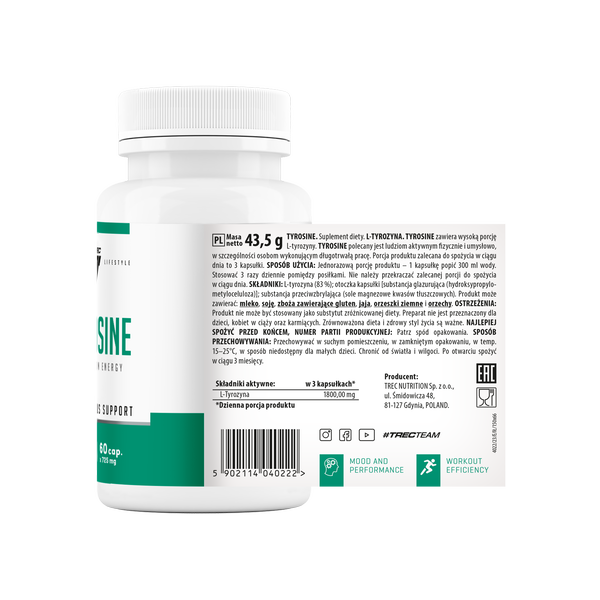 LIFESTYLE
SINE
ENERGY
SUPPORT
60 cap.
x 725 mg
PL Masa netto 43,5 g
TYROSINE. Suplement diety. L-TYROZYNA. TYROSINE zawiera wysoką porcję
L-tyrozyny. TYROSINE polecany jest ludziom aktywnym fizycznie i umysłowo,
w szczególności osobom wykonującym długotrwałą pracę. Porcja produktu zalecana do spożycia w ciągu
dnia to 3 kapsułki. SPOSÓB UŻYCIA: Jednorazową porcję produktu – 1 kapsułkę popić 300 ml wody.
Stosować 3 razy dziennie pomiędzy posiłkami. Nie należy przekraczać zalecanej porcji do spożycia
w ciągu dnia. SKŁADNIKI: L-tyrozyna (83 %); otoczka kapsułki [substancja glazurująca (hydroksypropylo-
metyloceluloza)]; substancja przeciwzbrylająca (sole magnezowe kwasów tłuszczowych). Produkt może
zawierać: mleko, soję, zboża zawierające gluten, jaja, orzeszki ziemne i orzechy. OSTRZEŻENIA:
Produkt nie może być stosowany jako substytut zróżnicowanej diety. Preparat nie jest przeznaczony dla
dzieci, kobiet w ciąży oraz karmiących. Zrównoważona dieta i zdrowy styl życia są ważne. NAJLEPIEJ
SPOŻYĆ PRZED KOŃCEM, NUMER PARTII PRODUKCYJNEJ: Patrz spód opakowania. SPOSÓB
PRZECHOWYWANIA: Przechowywać w suchym pomieszczeniu, w zamkniętym opakowaniu, w temp.
15–25°C, w sposób niedostępny dla małych dzieci. Chronić od światła i wilgoci. Po otwarciu spożyć
w ciągu 3 miesięcy.
Składniki aktywne: w 3 kapsułkach*
L-Tyrozyna 1800,00 mg
*Dzienna porcja produktu
Producent:
TREC NUTRITION Sp. z o.o.,
ul. Śmidowicza 48,
81-127 Gdynia, POLAND.
EAC
#TRECTEAM
5 902114 040222 >
MOOD AND
PERFORMANCE
WORKOUT
EFFICIENCY